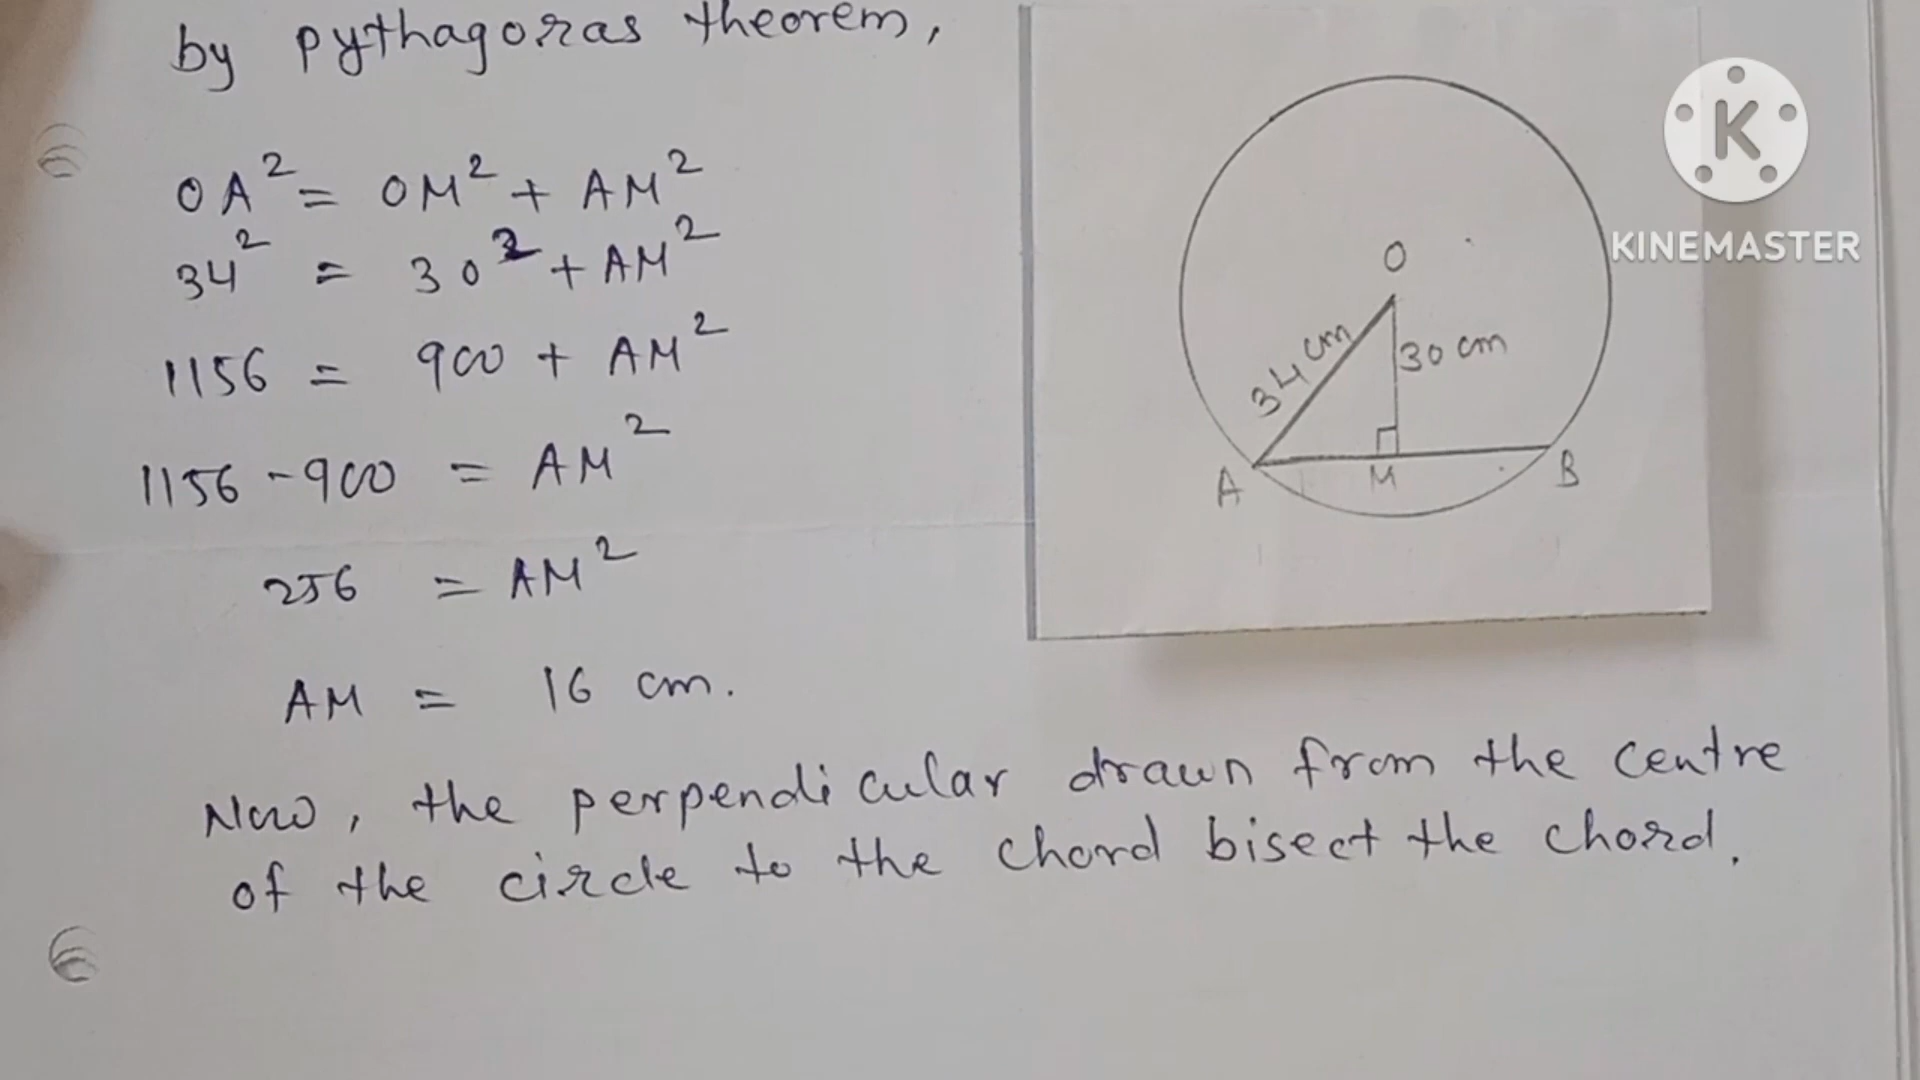 by pythagoras theorem,
OA² = OM² + AM²
34² = 30² + AM²
1156 = 900 + AM²
1156 - 900 = AM²
256 = AM²
AM = 16 cm.
Now, the perpendicular drawn from the centre
of the circle to the chord bisect the chord.
O
34 cm
30 cm
A
M
B
K
KINEMASTER